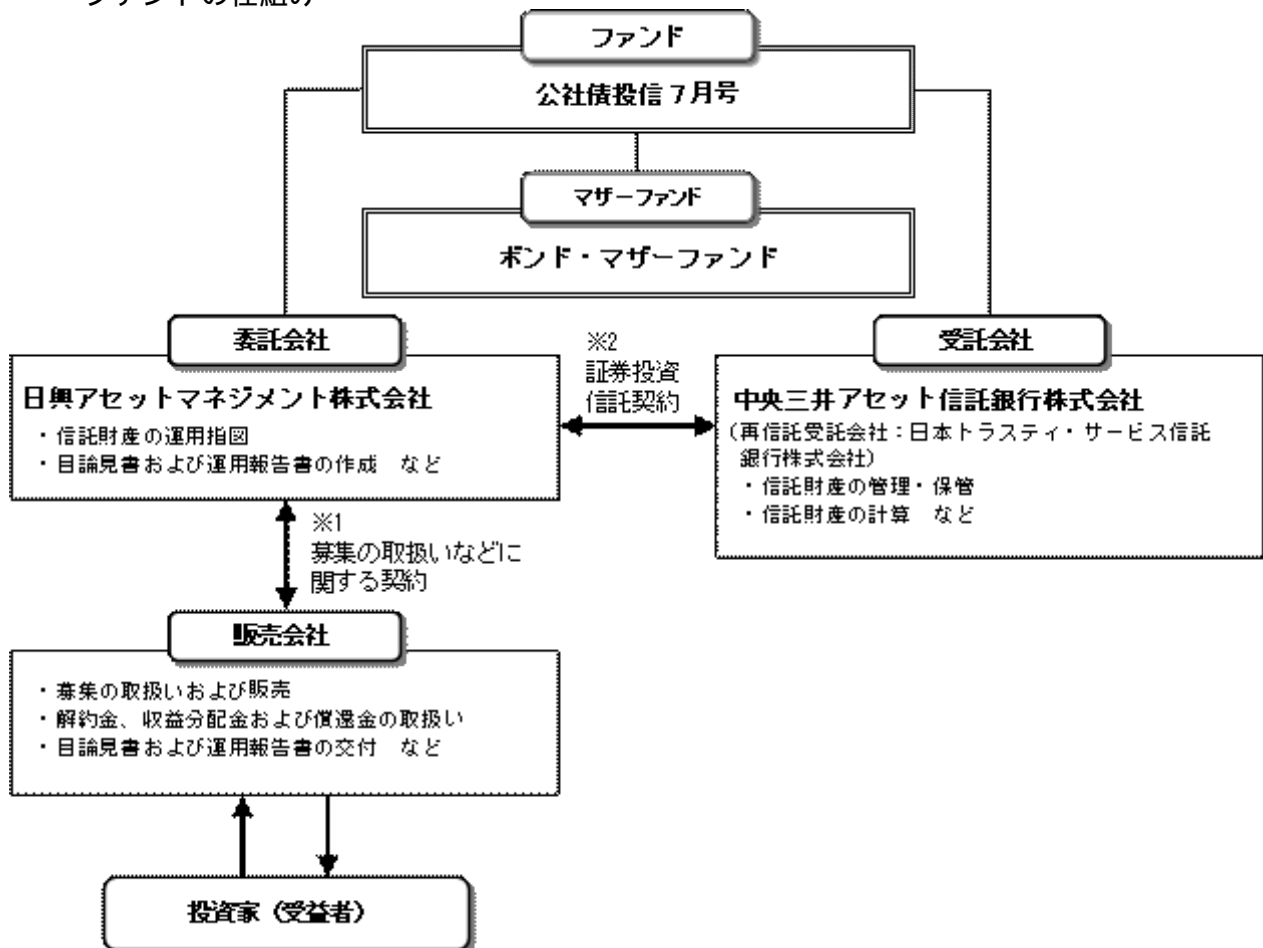 ファンドの仕組み
ファンド
公社債投信７月号
マザーファンド
ボンド・マザーファンド
委託会社
日興アセットマネジメント株式会社
・信託財産の運用指図
・目論見書および運用報告書の作成　など
※2
証券投資
信託契約
受託会社
中央三井アセット信託銀行株式会社
（再信託受託会社：日本トラスティ・サービス信託
銀行株式会社）
・信託財産の管理・保管
・信託財産の計算　など
※1
募集の取扱いなどに
関する契約
販売会社
・募集の取扱いおよび販売
・解約金、収益分配金および償還金の取扱い
・目論見書および運用報告書の交付　など
投資家（受益者）